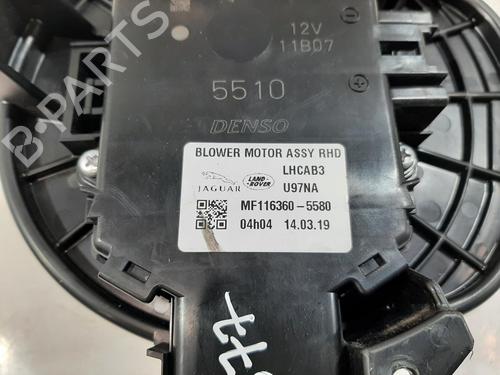 12V
11B07
5510
DENSO
BLOWER MOTOR ASSY RHD
LHCAB3
JAGUAR LAND ROVER U97NA
MF116360-5580
04h04 14.03.19
B-PARTS